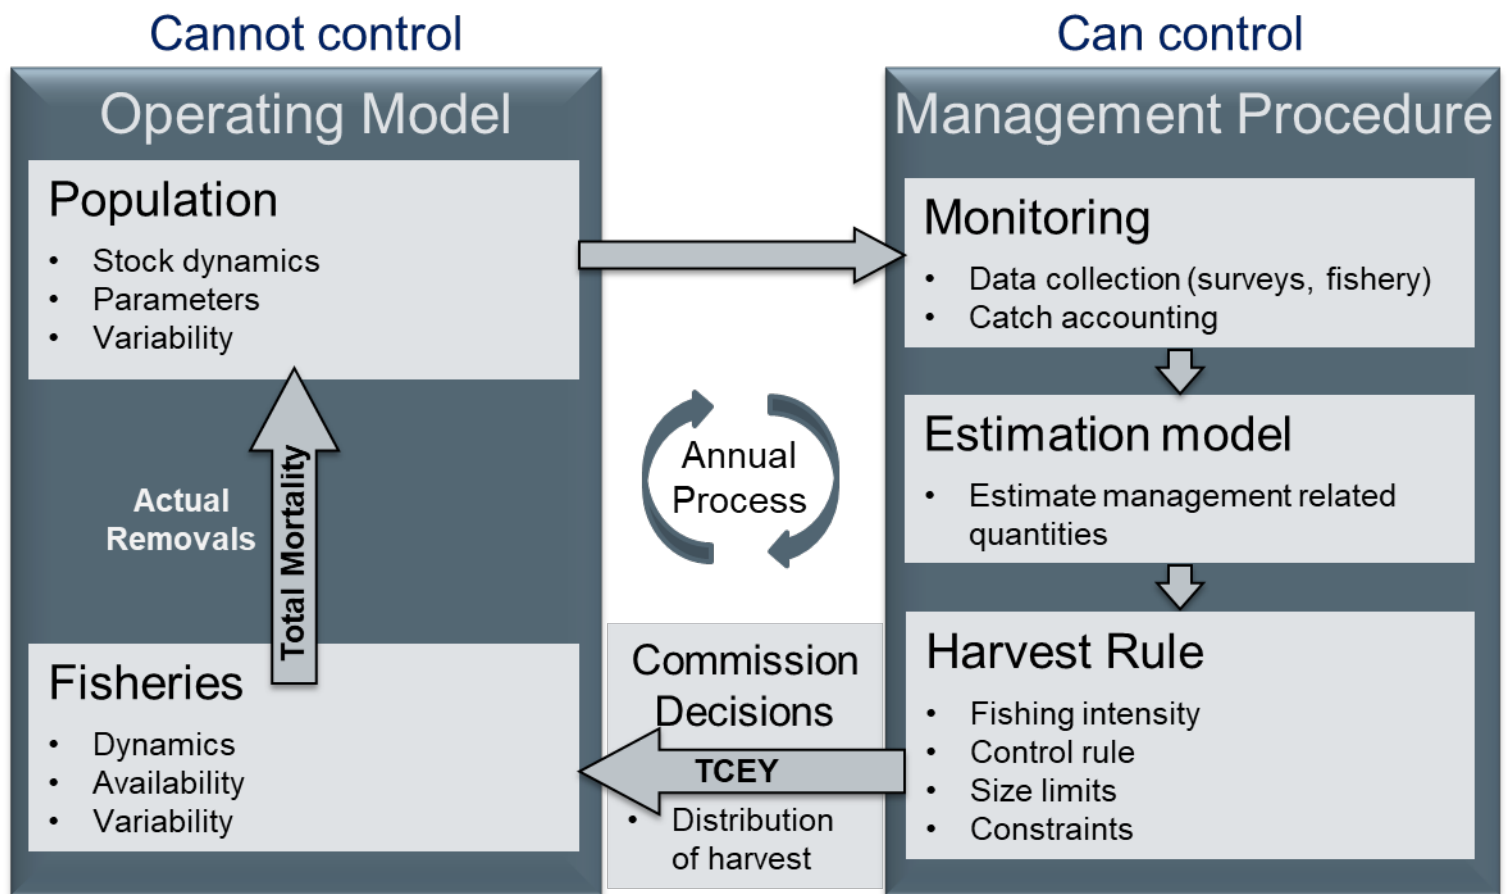 Cannot control
Can control
Operating Model
Management Procedure
Population
• Stock dynamics
• Parameters
• Variability
Monitoring
• Data collection (surveys, fishery)
• Catch accounting
Annual
Process
Estimation model
• Estimate management related
quantities
Actual
Removals
Total Mortality
Fisheries
• Dynamics
• Availability
• Variability
Commission
Decisions
TCEY
• Distribution
of harvest
Harvest Rule
• Fishing intensity
• Control rule
• Size limits
• Constraints